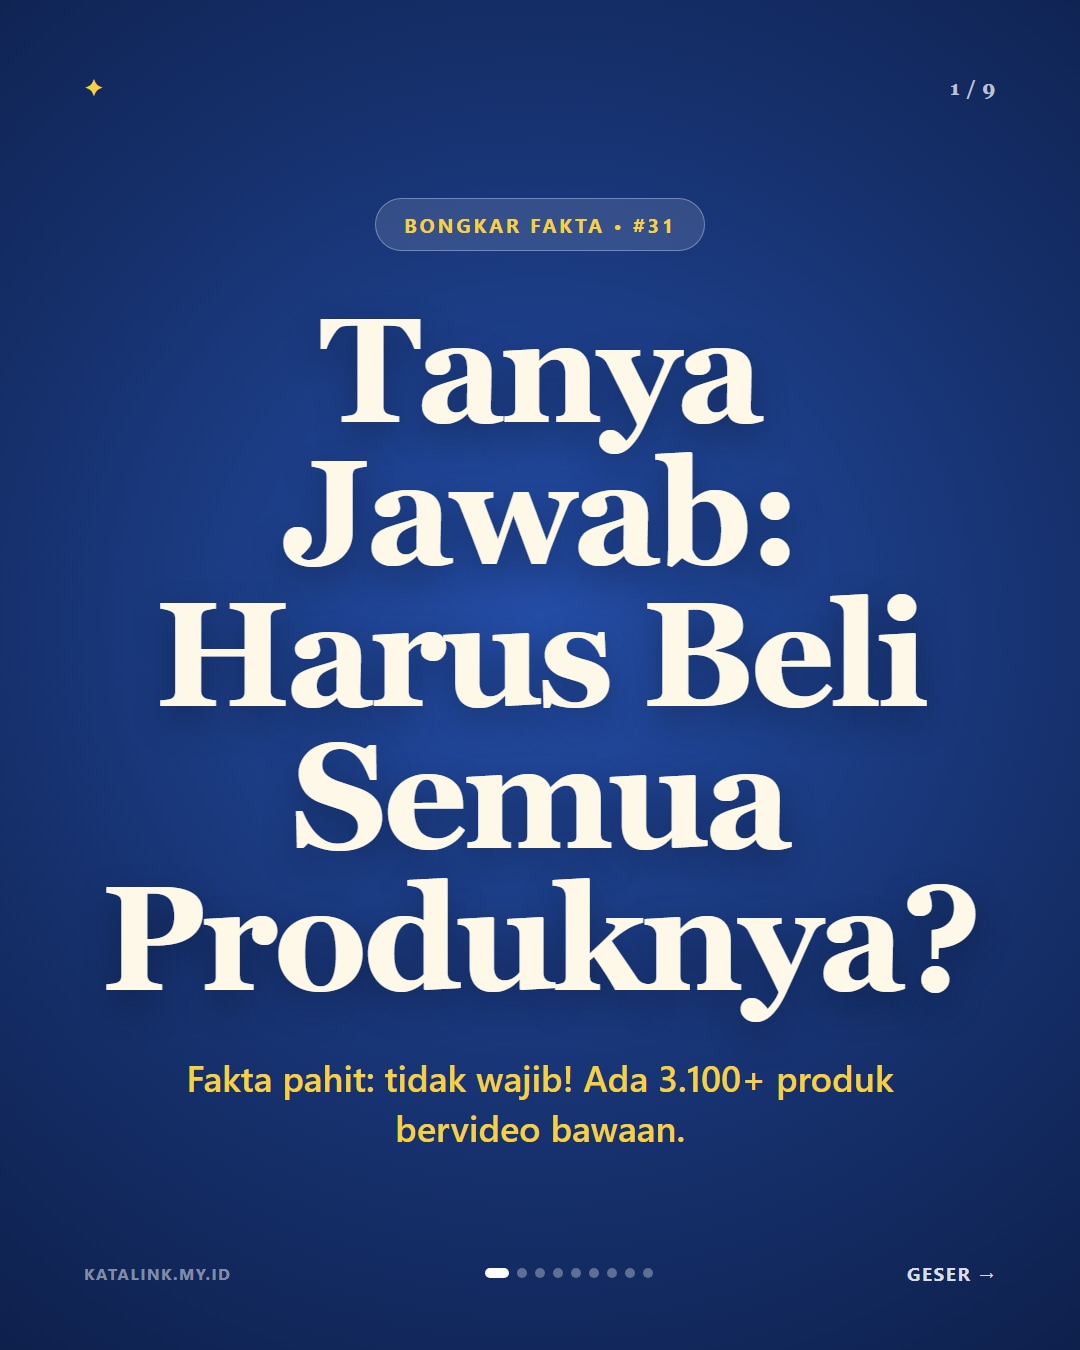 ✦
1 / 9
BONGKAR FAKTA • #31
Tanya
Jawab:
Harus Beli
Semua
Produknya?
Fakta pahit: tidak wajib! Ada 3.100+ produk
bervideo bawaan.
KATALINK.MY.ID
GESER →